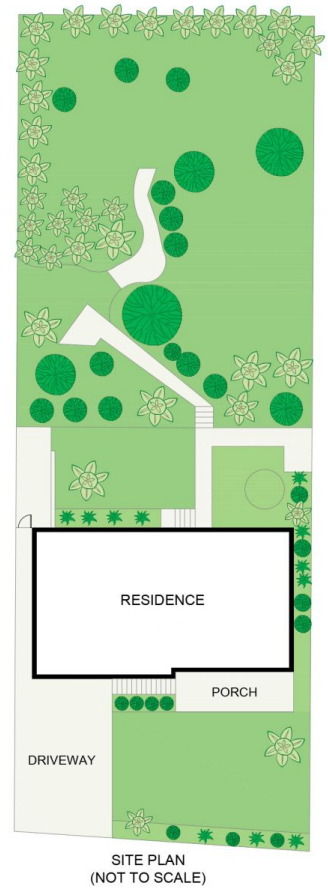 RESIDENCE
PORCH
DRIVEWAY
SITE PLAN
(NOT TO SCALE)